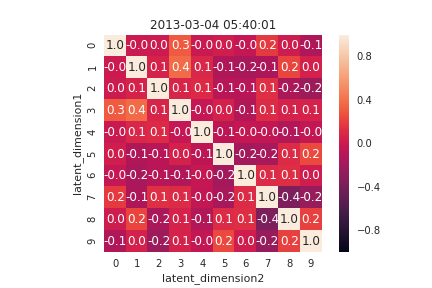 2013-03-04 05:40:01
latent_dimension1
0 1.0 -0.0 0.0 0.3 -0.0 0.0 -0.0 0.2 0.0 -0.1
1 -0.0 1.0 0.1 0.4 0.1 -0.1 -0.2 -0.1 0.2 0.0
2 0.0 0.1 1.0 0.1 0.1 -0.1 -0.1 0.1 -0.2 -0.2
3 0.3 0.4 0.1 1.0 -0.0 0.0 -0.1 0.1 0.1 0.1
4 -0.0 0.1 0.1 -0.0 1.0 -0.1 -0.0 -0.0 -0.1 -0.0
5 0.0 -0.1 -0.1 0.0 -0.1 1.0 -0.2 -0.2 0.1 0.2
6 -0.0 -0.2 -0.1 -0.1 -0.0 -0.2 1.0 0.1 0.1 0.0
7 0.2 -0.1 0.1 0.1 -0.0 -0.2 0.1 1.0 -0.4 -0.2
8 0.0 0.2 -0.2 0.1 -0.1 0.1 0.1 -0.4 1.0 0.2
9 -0.1 0.0 -0.2 0.1 -0.0 0.2 0.0 -0.2 0.2 1.0
0 1 2 3 4 5 6 7 8 9
latent_dimension2
0.8
0.4
0.0
−0.4
−0.8